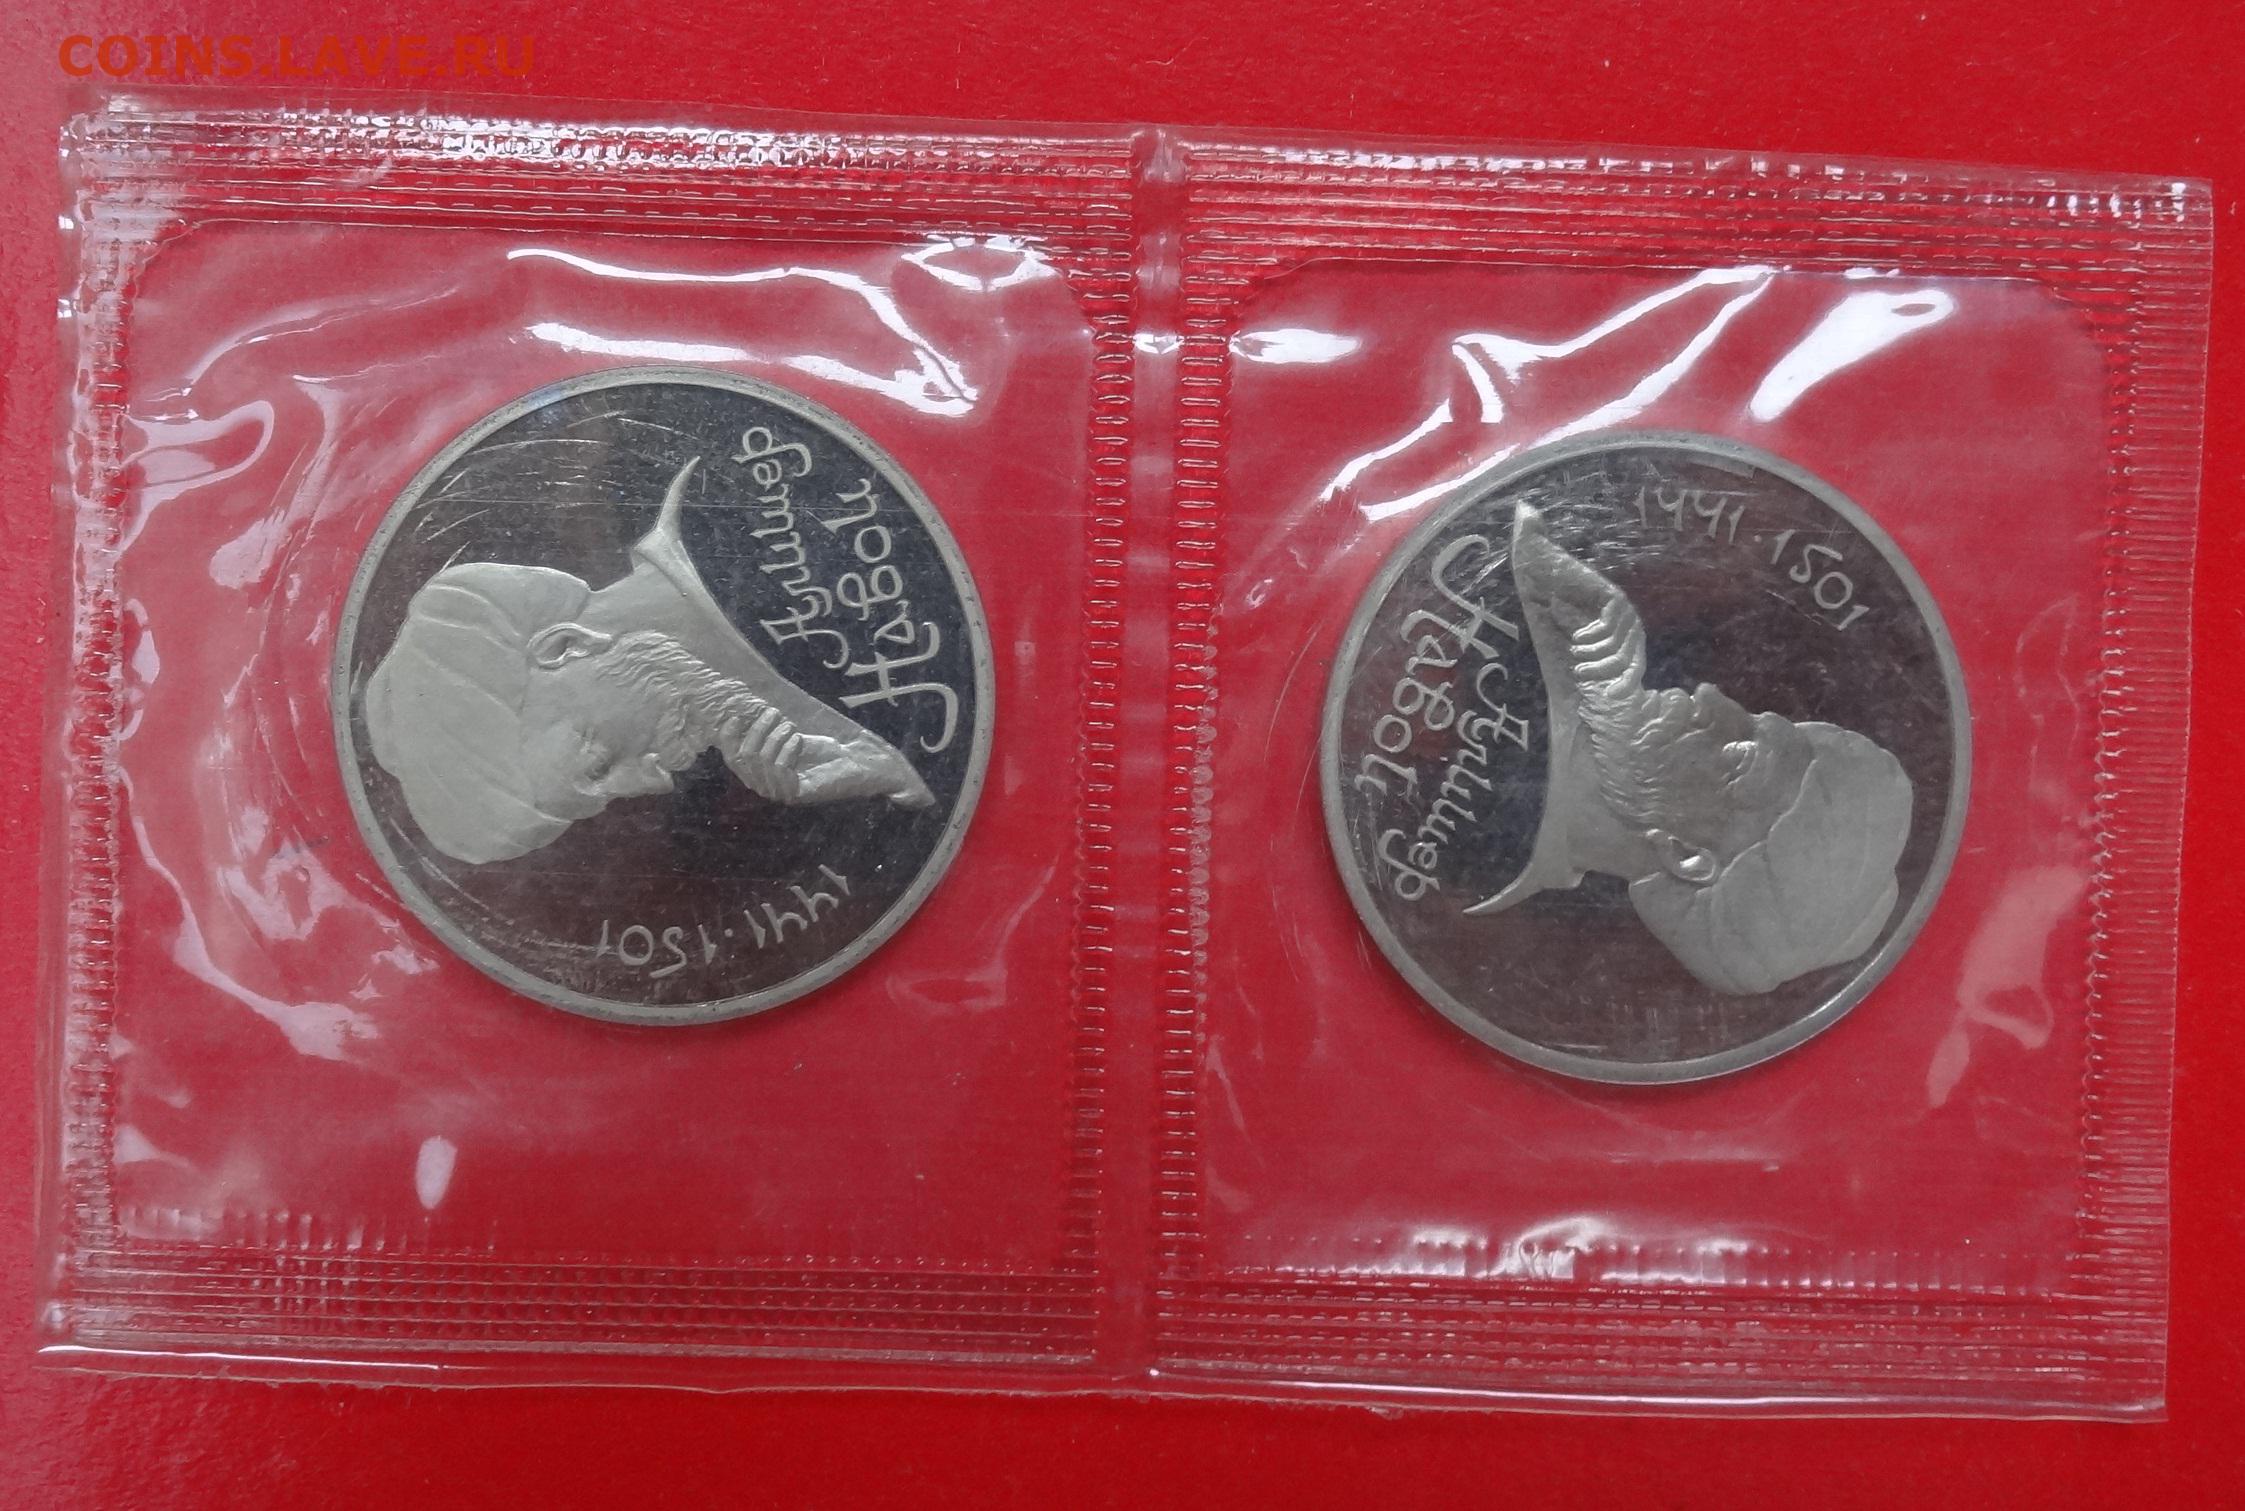 COINS.LAVE.RU
Алишер
Навои
1441·1501
Алишер
Навои
1441·1501